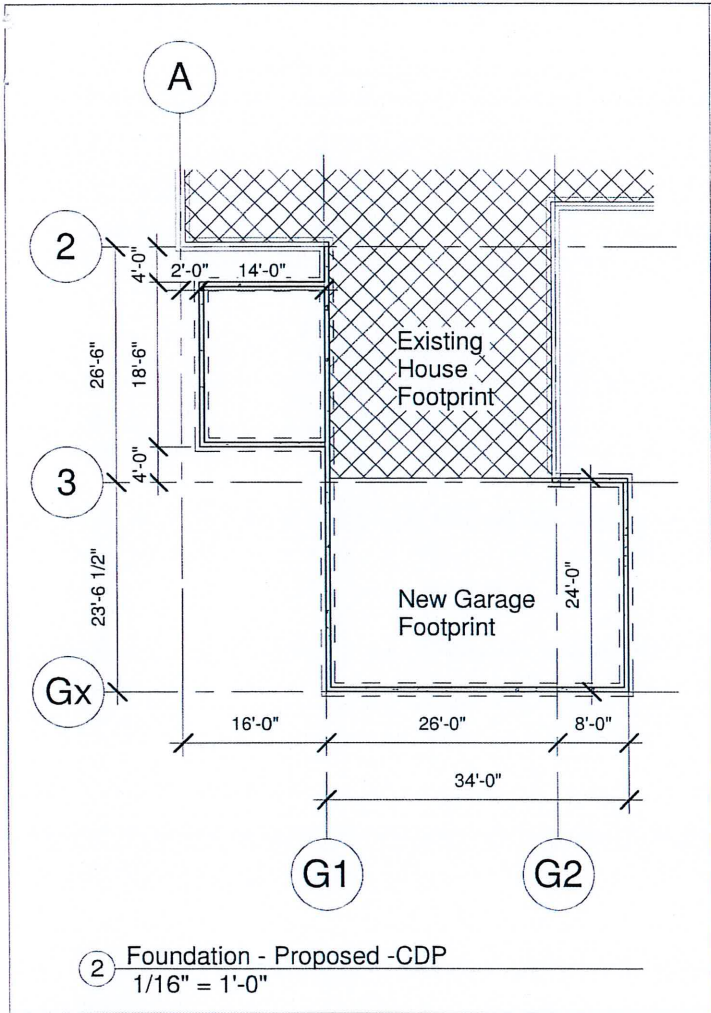 A
2
4'-0"
2'-0"
14'-0"
26'-6"
18'-6"
Existing
House
Footprint
3
4'-0"
23'-6 1/2"
New Garage
Footprint
24'-0"
Gx
16'-0"
26'-0"
8'-0"
34'-0"
G1
G2
2
Foundation - Proposed -CDP
1/16" = 1'-0"